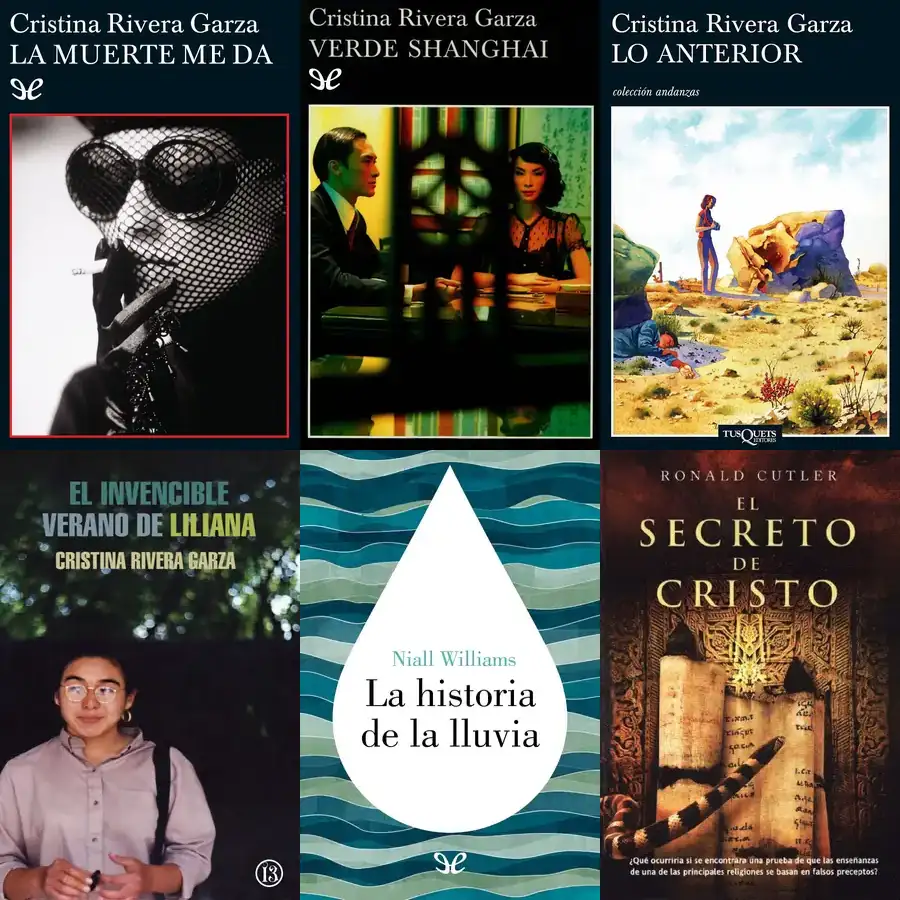 Cristina Rivera Garza
LA MUERTE ME DA
Cristina Rivera Garza
VERDE SHANGHAI
Cristina Rivera Garza
LO ANTERIOR
colección andanzas
TUSQUETS
EDITORES
EL INVENCIBLE
VERANO DE LILIANA
CRISTINA RIVERA GARZA
13
Niall Williams
La historia
de la lluvia
RONALD CUTLER
EL
SECRETO
DE
CRISTO
¿Qué ocurriría si se encontrara una prueba de que las enseñanzas
de una de las principales religiones se basan en falsos preceptos?